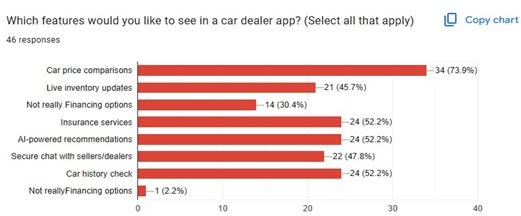 Which features would you like to see in a car dealer app? (Select all that apply)
Copy chart
46 responses
Car price comparisons
34 (73.9%)
Live inventory updates
21 (45.7%)
Not really Financing options
14 (30.4%)
Insurance services
24 (52.2%)
AI-powered recommendations
24 (52.2%)
Secure chat with sellers/dealers
22 (47.8%)
Car history check
24 (52.2%)
Not reallyFinancing options
1 (2.2%)
0 10 20 30 40